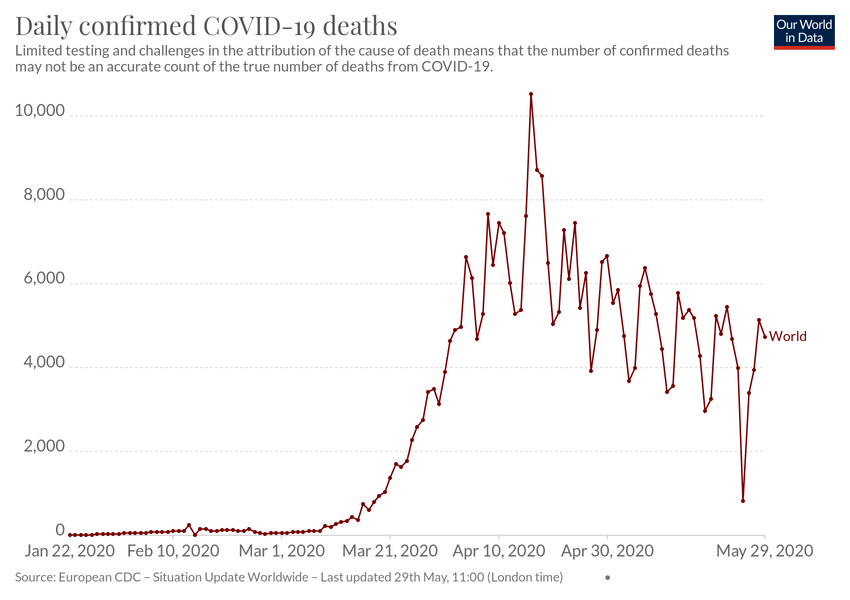 Daily confirmed COVID-19 deaths
Our World
in Data
Limited testing and challenges in the attribution of the cause of death means that the number of confirmed deaths
may not be an accurate count of the true number of deaths from COVID-19.
10,000
8,000
6,000
4,000
2,000
0
World
Jan 22, 2020 Feb 10, 2020 Mar 1, 2020 Mar 21, 2020 Apr 10, 2020 Apr 30, 2020 May 29, 2020
Source: European CDC – Situation Update Worldwide – Last updated 29th May, 11:00 (London time) •